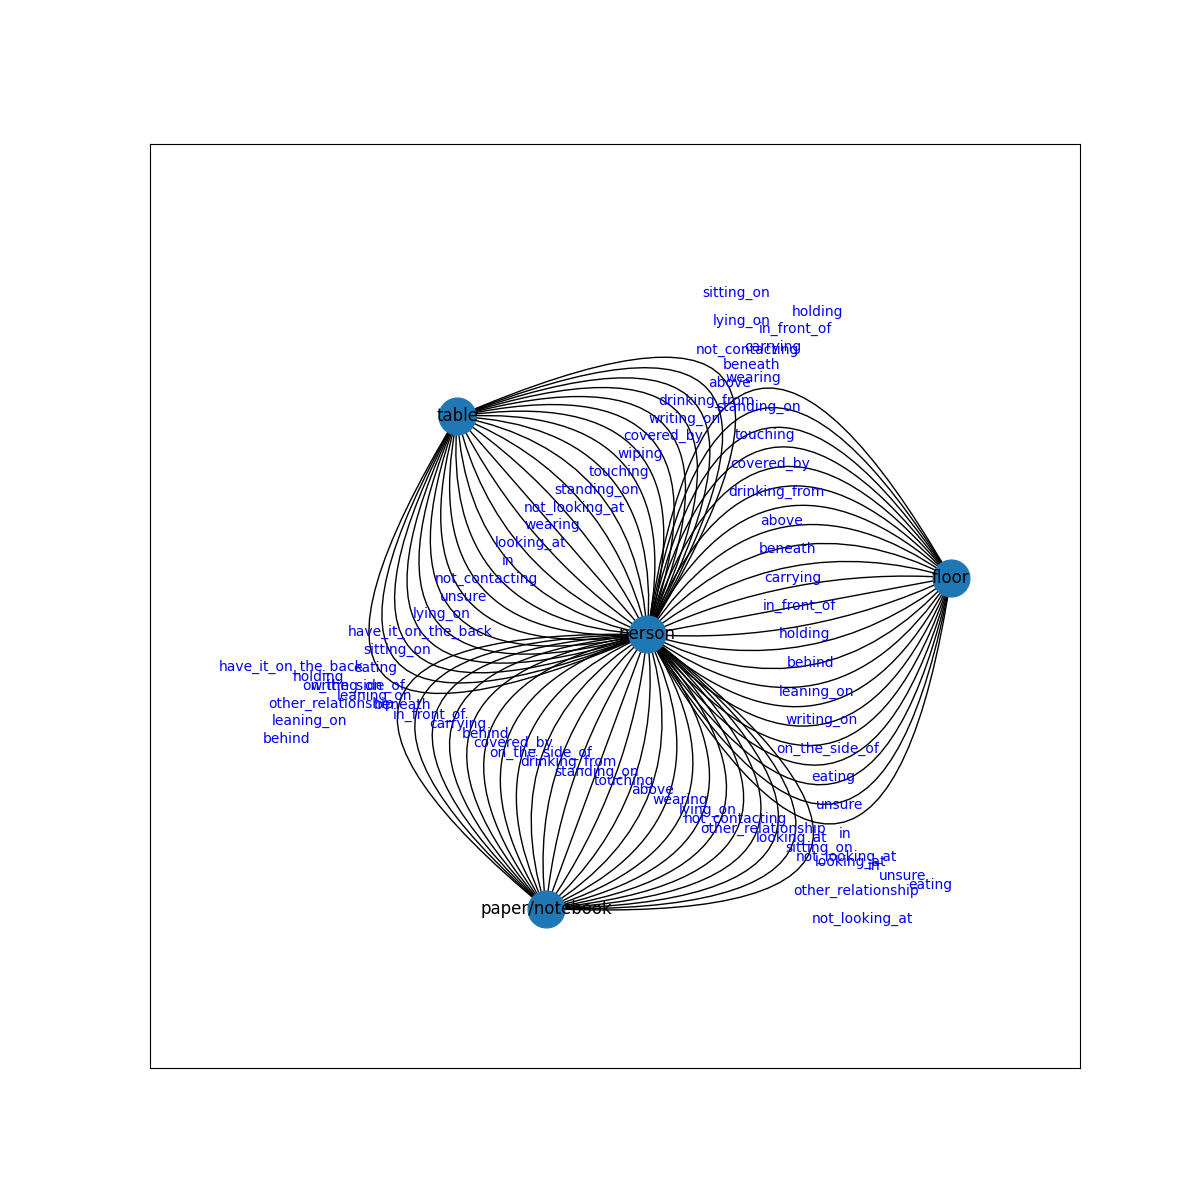 sitting_on
holding
lying_on
in_front_of
carrying
not_contacting
beneath
wearing
above
drinking_from
standing_on
table
writing_on
covered_by
touching
wiping
covered_by
touching
standing_on
drinking_from
not_looking_at
above
wearing
looking_at
beneath
in
not_contacting
carrying
floor
unsure
in_front_of
lying_on
have_it_on_the_back
person
holding
sitting_on
behind
have_it_on_the_back
eating
holding
on_the_side_of
writing_on
leaning_on
leaning_on
other_relationship
beneath
in_front_of
leaning_on
writing_on
carrying
behind
behind
covered_by
on_the_side_of
on_the_side_of
drinking_from
standing_on
eating
touching
above
wearing
unsure
lying_on
not_contacting
other_relationship
in
looking_at
sitting_on
not_looking_at
looking_at
in
unsure
eating
other_relationship
paper/notebook
not_looking_at